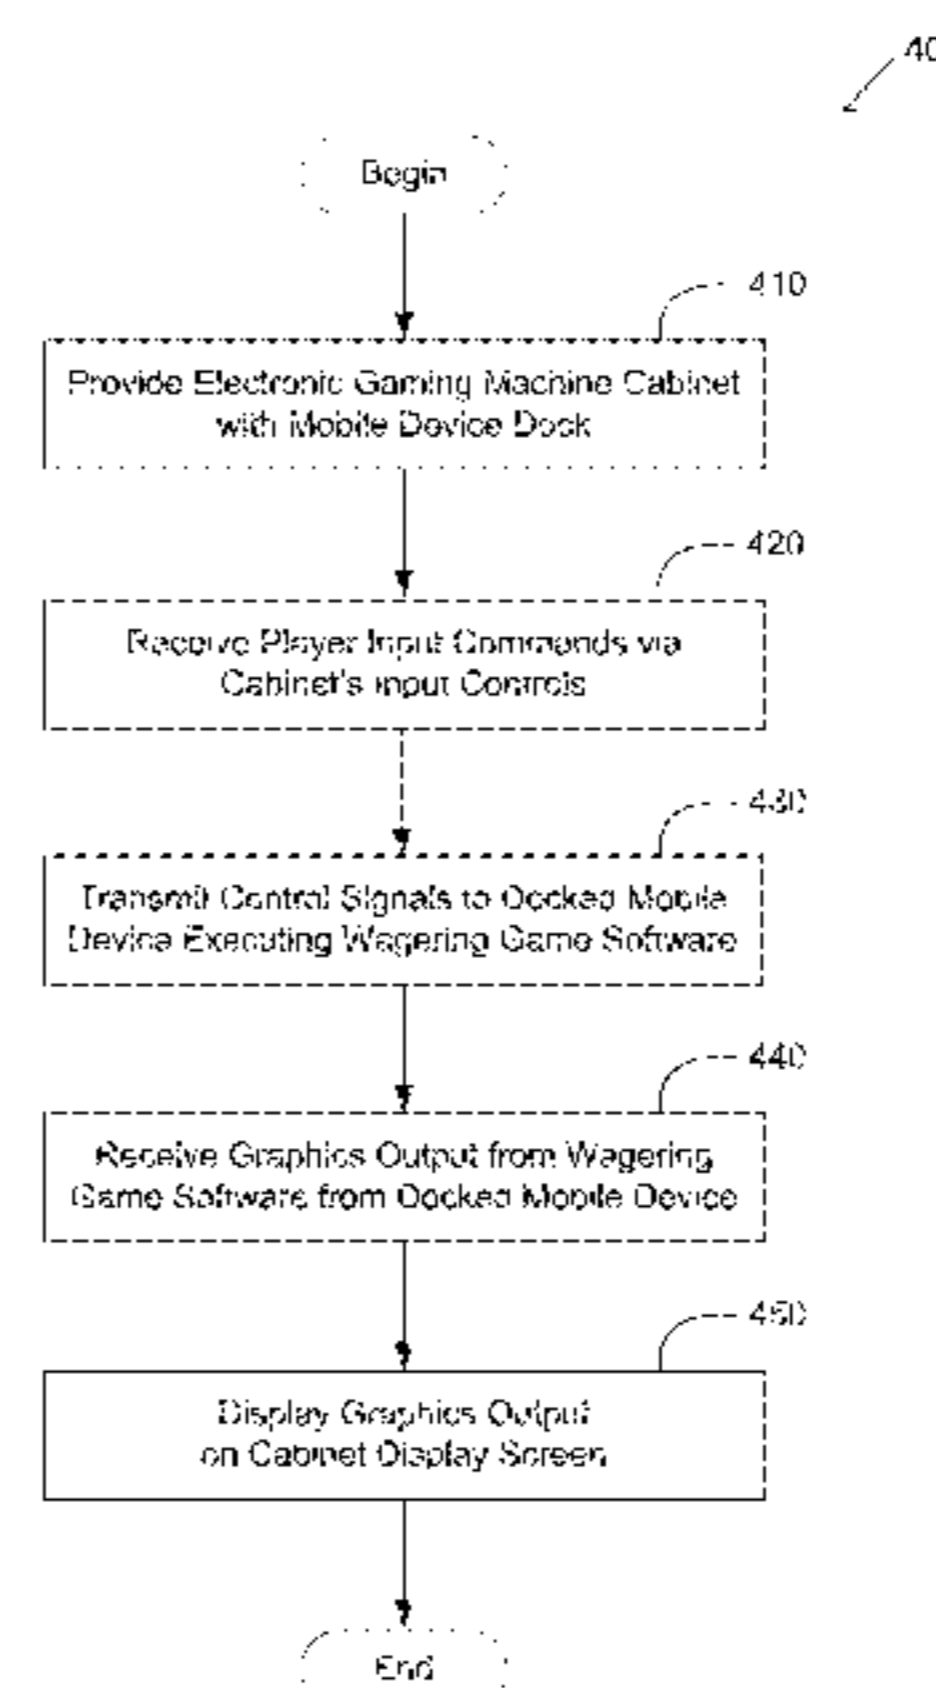 40
Begin
410
Provide Electronic Gaming Machine Cabinet
with Mobile Device Dock
420
Receive Player Input Commands via
Cabinet's Input Controls
430
Transmit Control Signals to Docked Mobile
Device Executing Wagering Game Software
440
Receive Graphics Output from Wagering
Game Software from Docked Mobile Device
450
Display Graphics Output
on Cabinet Display Screen
End